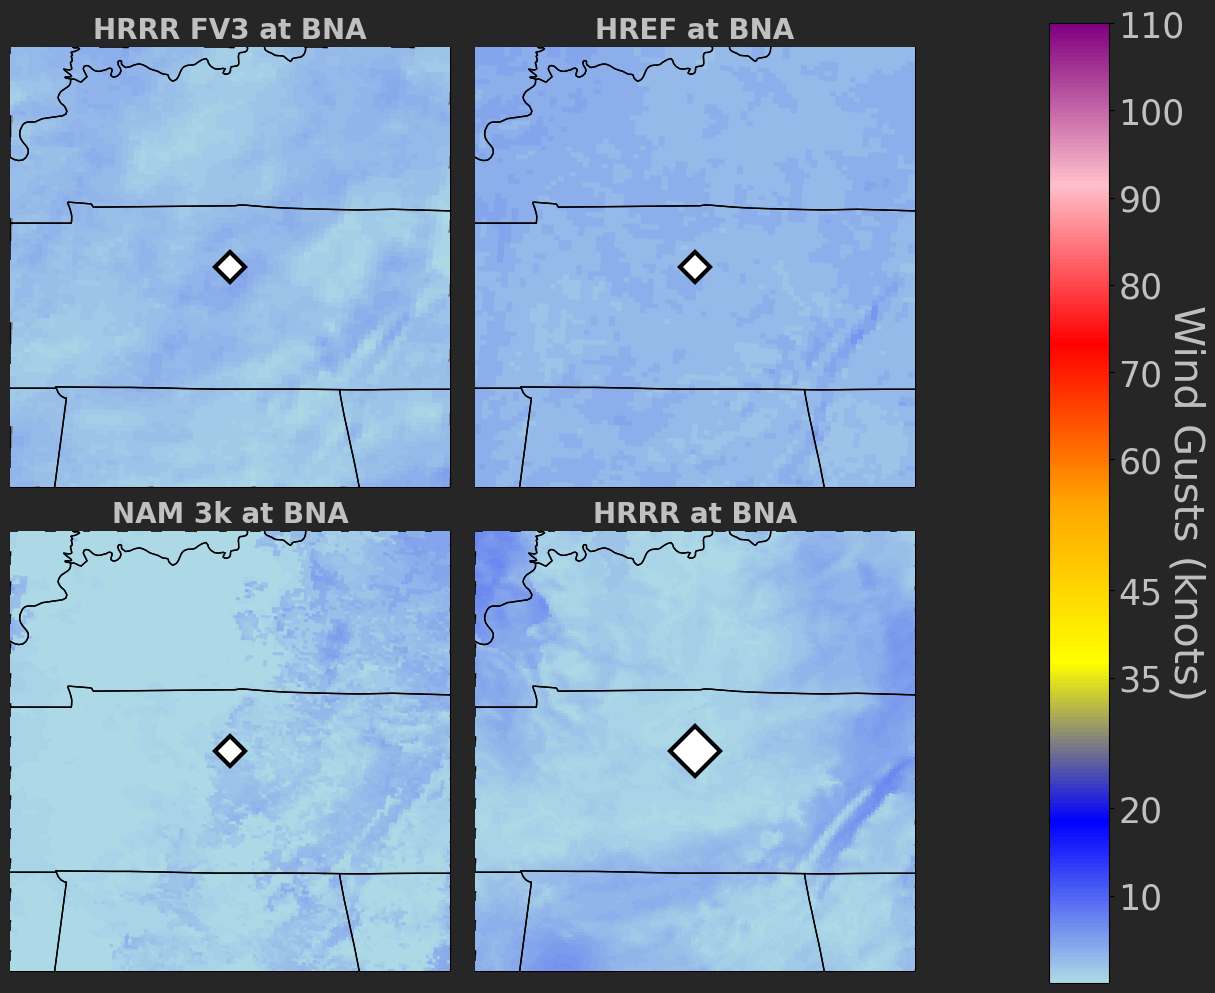 HRRR FV3 at BNA
HREF at BNA
NAM 3k at BNA
HRRR at BNA
110
100
90
80
70
60
45
35
20
10
Wind Gusts (knots)